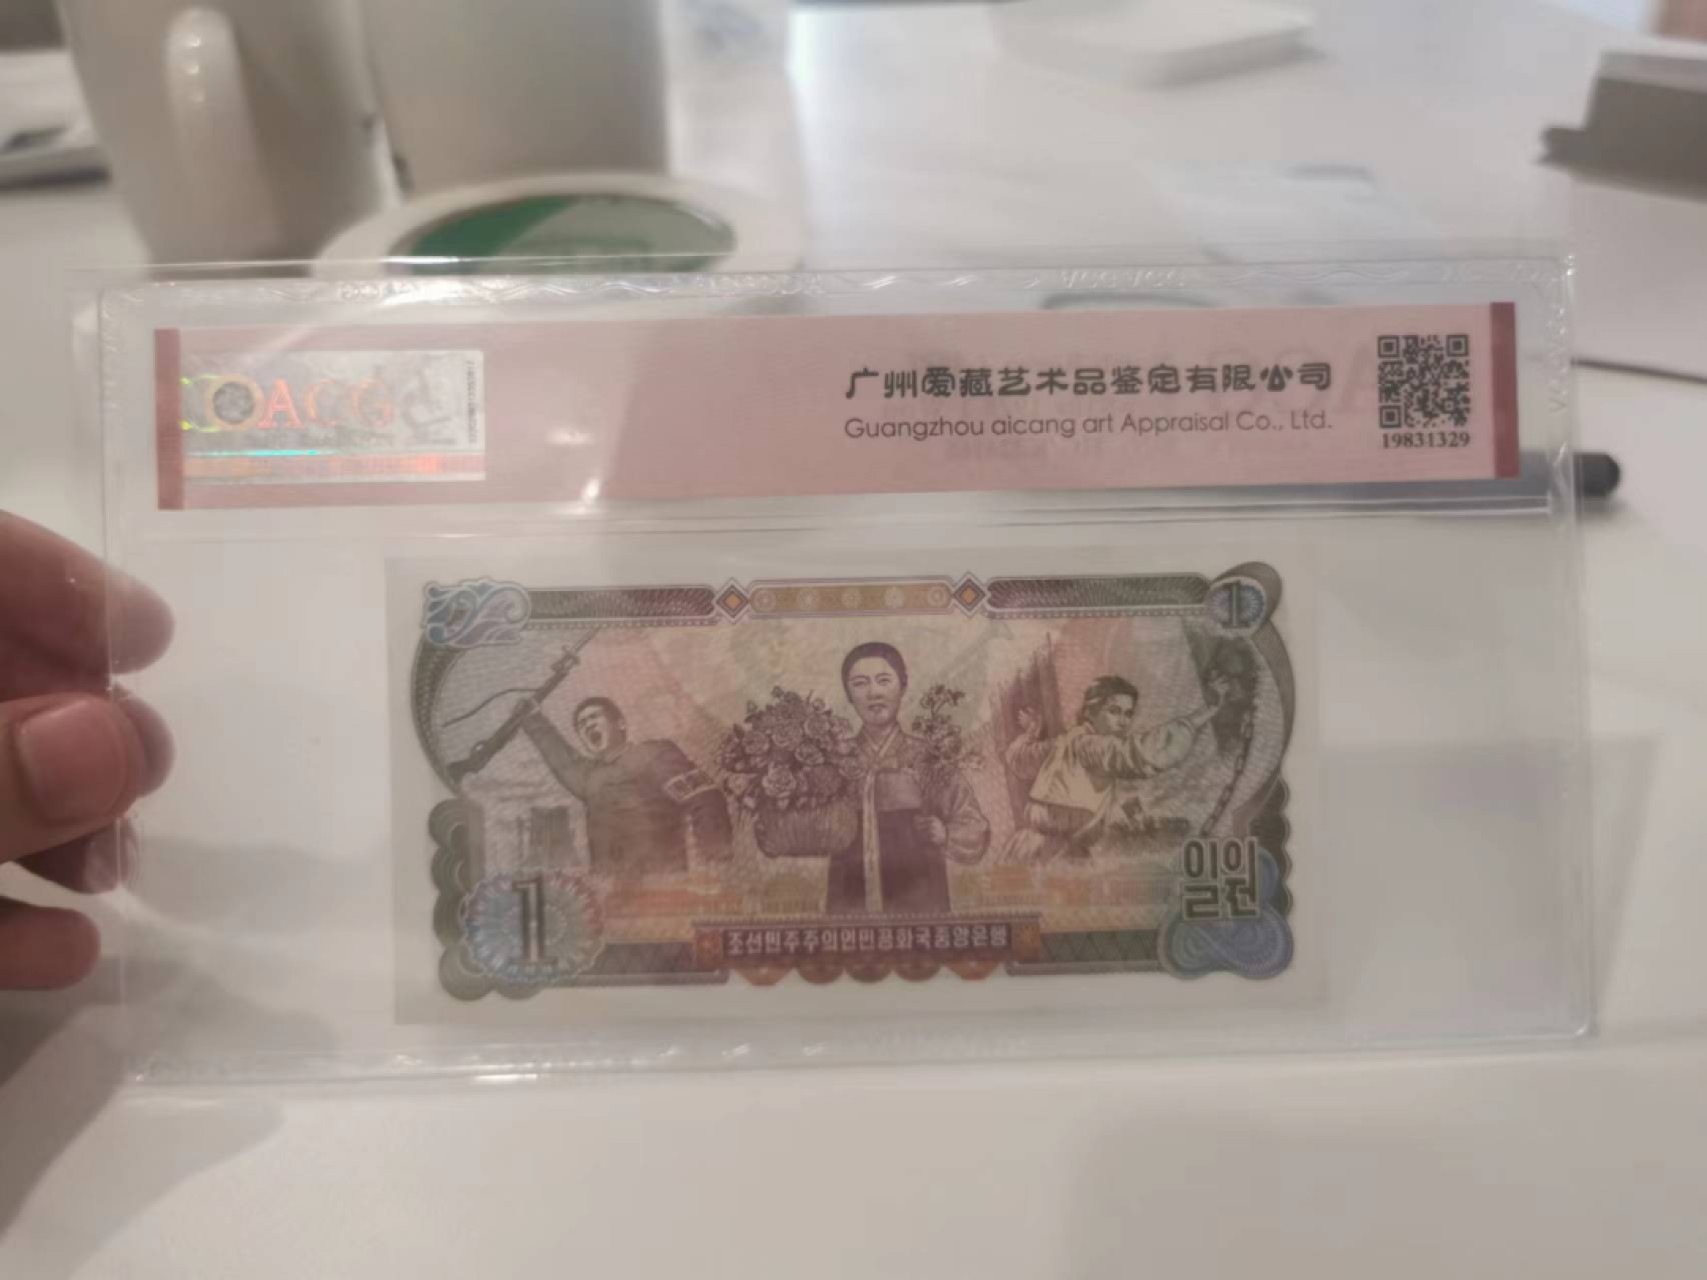 ACG
广州爱藏艺术品鉴定有限公司
Guangzhou aicang art Appraisal Co., Ltd.
19831329
1
1
일원
조선민주주의인민공화국중앙은행